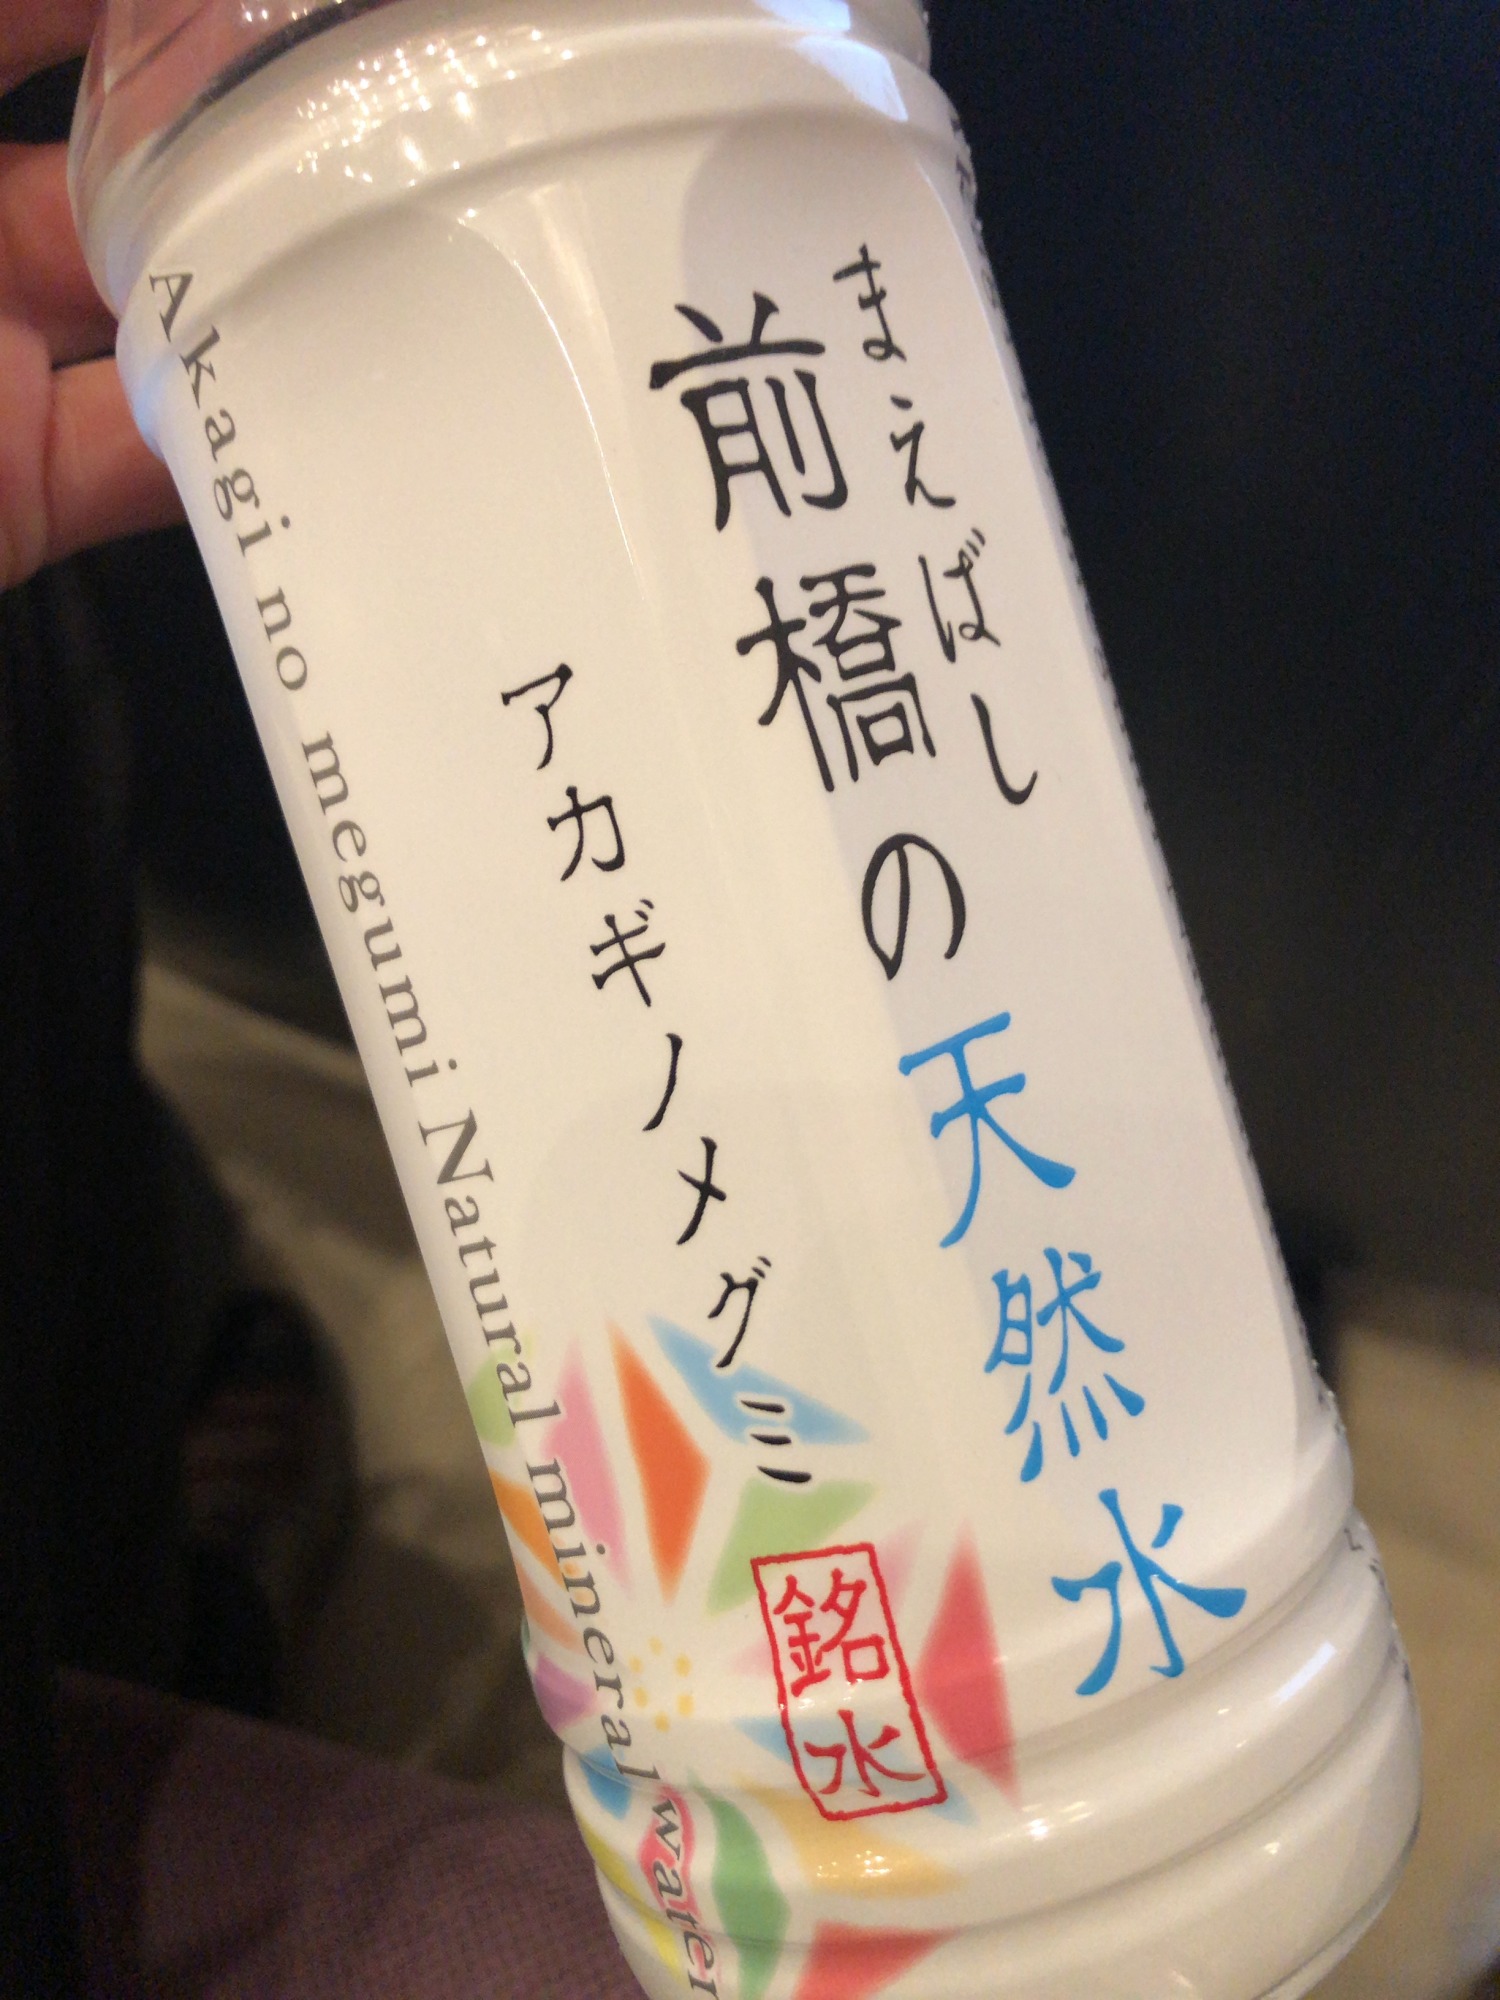 まえばし
前橋の天然水
アカギノメグミ
銘水
Akagi no megumi Natural mineral water